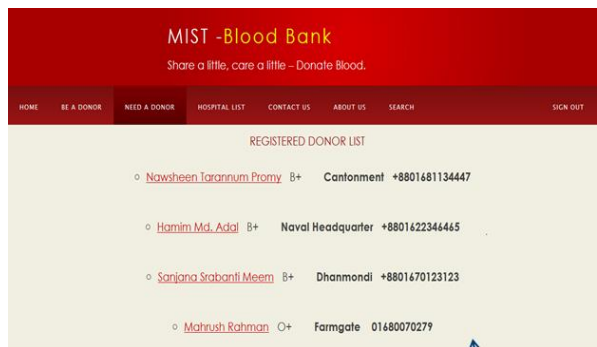 MIST -Blood Bank
Share a little, care a little – Donate Blood.
HOME BE A DONOR NEED A DONOR HOSPITAL LIST CONTACT US ABOUT US SEARCH SIGN OUT
REGISTERED DONOR LIST
Nawsheen Tarannum Promy B+ Cantonment +8801681134447
Hamim Md. Adal B+ Naval Headquater +8801622346465
Sanjana Srabanti Meem B+ Dhanmondi +8801670123123
Mahrush Rahman O+ Farmgate 01680070279